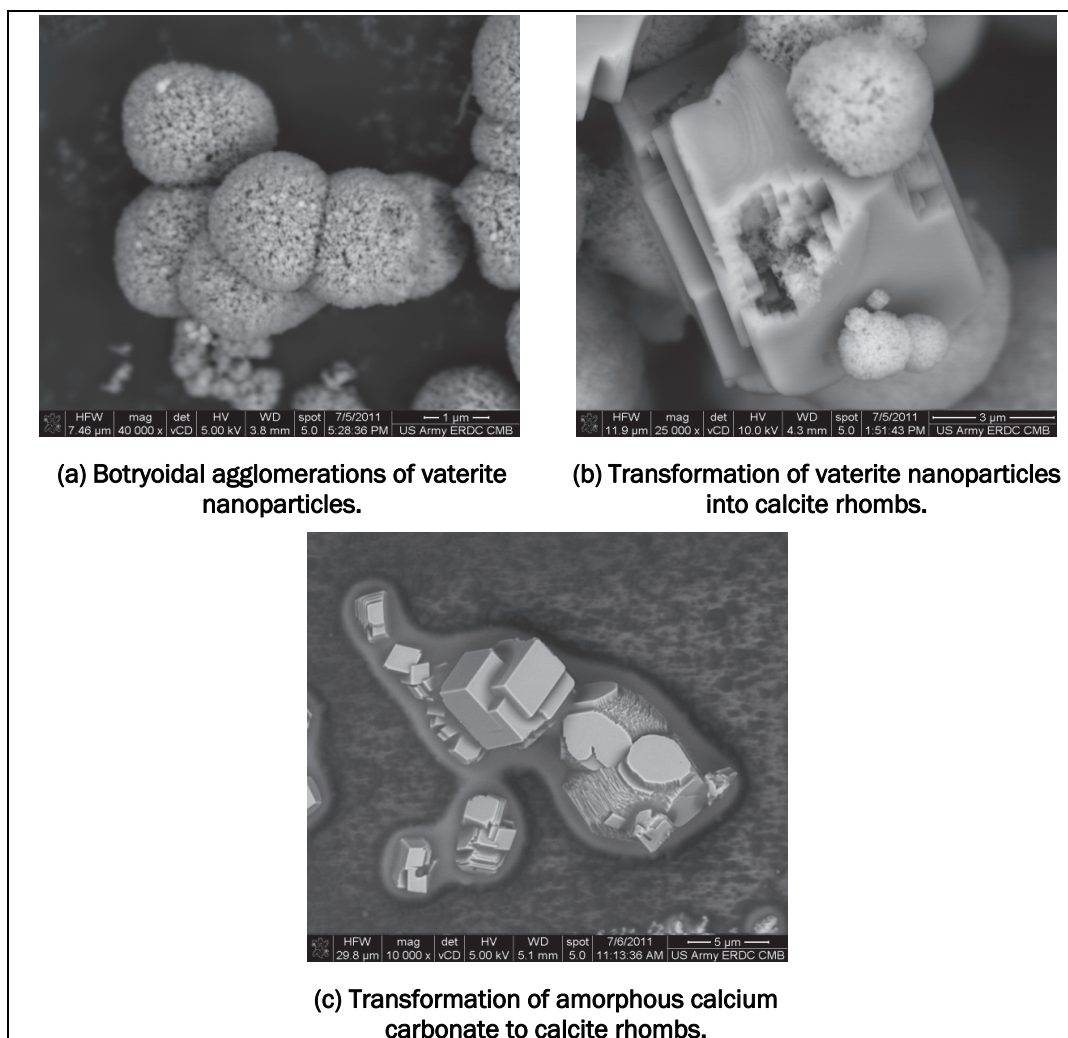 HFW mag det HV WD spot 7/5/2011 1 µm
7.46 µm 40 000 x vCD 5.00 kV 3.8 mm 5.0 5:28:36 PM US Army ERDC CMB
(a) Botryoidal agglomerations of vaterite
nanoparticles.
HFW mag det HV WD spot 7/5/2011 3 µm
11.9 µm 25 000 x vCD 10.0 kV 4.3 mm 5.0 1:51:43 PM US Army ERDC CMB
(b) Transformation of vaterite nanoparticles
into calcite rhombs.
HFW mag det HV WD spot 7/6/2011 5 µm
29.8 µm 10 000 x vCD 5.00 kV 5.1 mm 5.0 11:13:36 AM US Army ERDC CMB
(c) Transformation of amorphous calcium
carbonate to calcite rhombs.